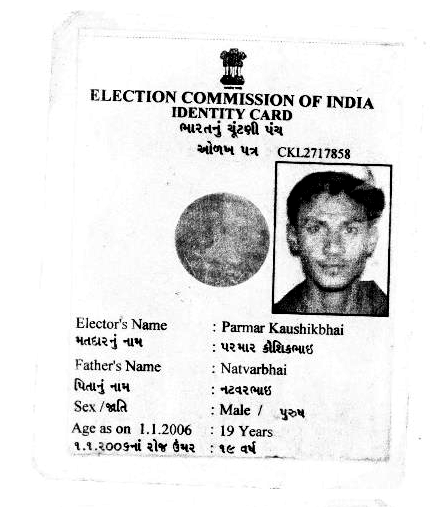 ELECTION COMMISSION OF INDIA
IDENTITY CARD
ભારતનું ચૂંટણી પંચ
ઓળખ પત્ર CKL2717858
Elector's Name : Parmar Kaushikbhai
મતદારનું નામ : પરમાર કૌશિકભાઇ
Father's Name : Natvarbhai
પિતાનું નામ : નટવરભાઇ
Sex /જાતિ : Male / પુરુષ
Age as on 1.1.2006 : 19 Years
૧.૧.૨૦૦૬નાં રોજ ઉંમર : ૧૯ વર્ષ